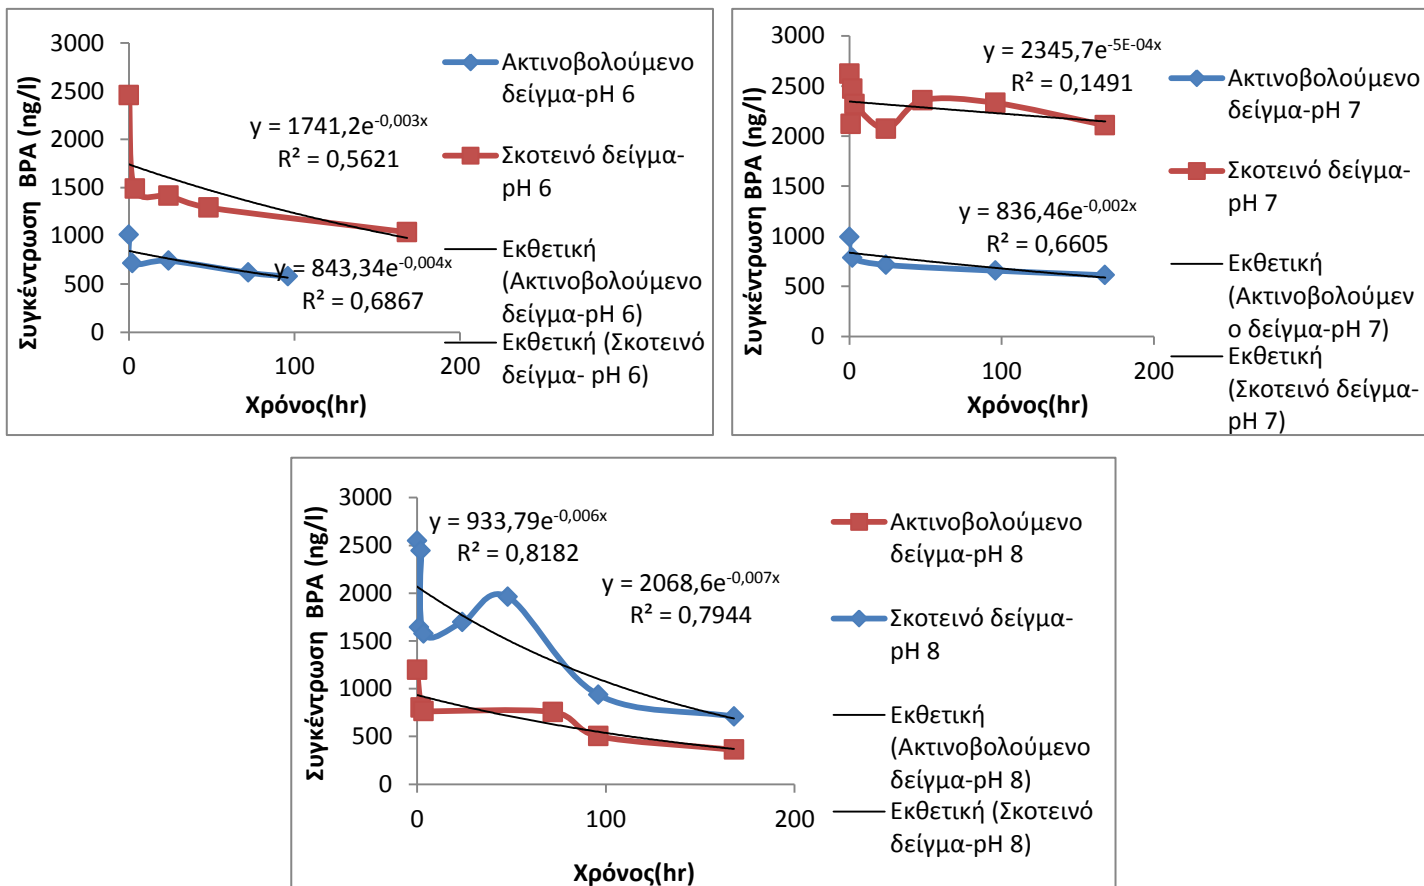 Συγκέντρωση BPA (ng/l)
3000
2500
2000
1500
1000
500
0
0
100
200
Χρόνος(hr)
y = 1741,2e-0,003x
R² = 0,5621
y = 843,34e-0,004x
R² = 0,6867
Ακτινοβολούμενο
δείγμα-pH 6
Σκοτεινό δείγμα-
pH 6
Εκθετική
(Ακτινοβολούμενο
δείγμα-pH 6)
Εκθετική (Σκοτεινό
δείγμα- pH 6)
Συγκέντρωση BPA (ng/l)
3000
2500
2000
1500
1000
500
0
0
100
200
Χρόνος(hr)
y = 2345,7e-5E-04x
R² = 0,1491
y = 836,46e-0,002x
R² = 0,6605
Ακτινοβολούμενο
δείγμα-pH 7
Σκοτεινό δείγμα-
pH 7
Εκθετική
(Ακτινοβολούμεν
ο δείγμα-pH 7)
Εκθετική
(Σκοτεινό δείγμα-
pH 7)
Συγκέντρωση BPA (ng/l)
3000
2500
2000
1500
1000
500
0
0
100
200
Χρόνος(hr)
y = 933,79e-0,006x
R² = 0,8182
y = 2068,6e-0,007x
R² = 0,7944
Ακτινοβολούμενο
δείγμα-pH 8
Σκοτεινό δείγμα-
pH 8
Εκθετική
(Ακτινοβολούμενο
δείγμα-pH 8)
Εκθετική (Σκοτεινό
δείγμα-pH 8)